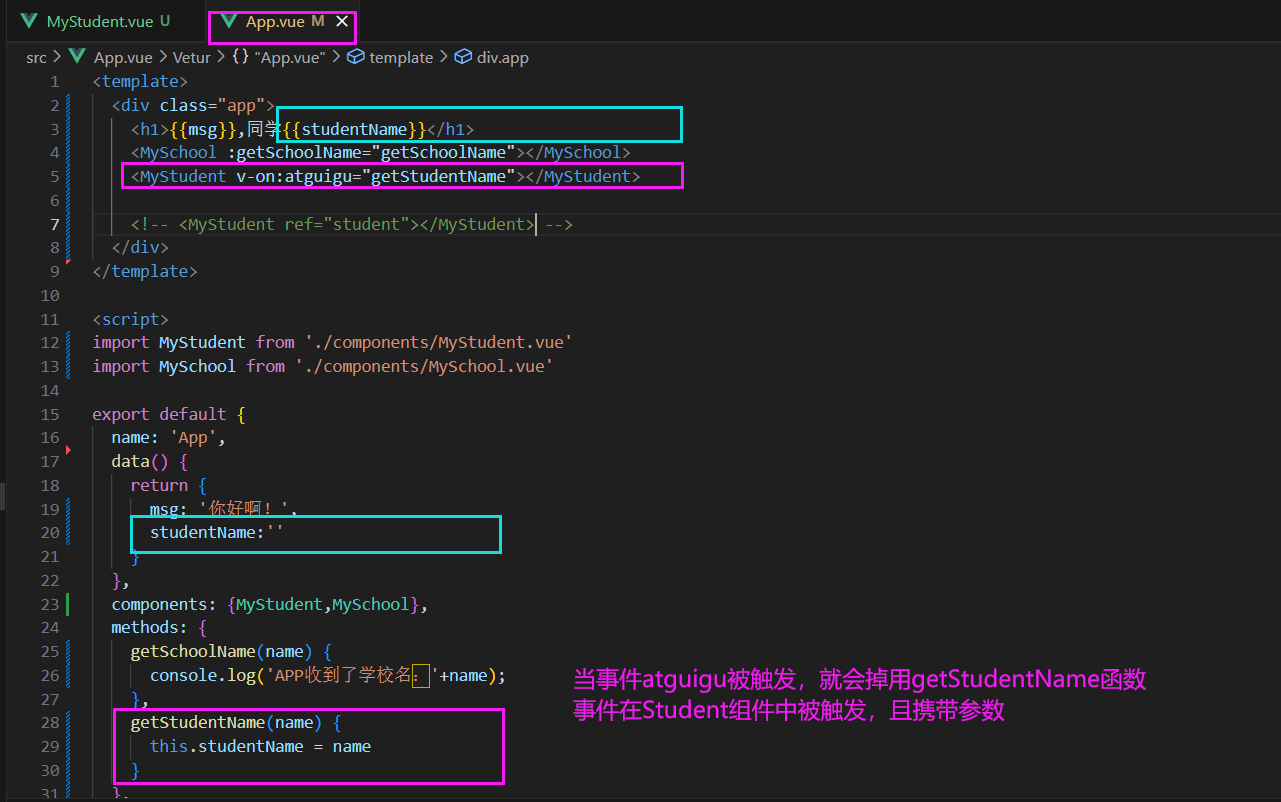 MyStudent.vue U App.vue M
src App.vue Vetur {} "App.vue" template div.app
1 <template>
2 <div class="app">
3 <h1>{{msg}},同学{{studentName}}</h1>
4 <MySchool :getSchoolName="getSchoolName"></MySchool>
5 <MyStudent v-on:atguigu="getStudentName"></MyStudent>
6
7 <!-- <MyStudent ref="student"></MyStudent> -->
8 </div>
9 </template>
10
11 <script>
12 import MyStudent from './components/MyStudent.vue'
13 import MySchool from './components/MySchool.vue'
14
15 export default {
16 name: 'App',
17 data() {
18 return {
19 msg: '你好啊！',
20 studentName:''
21 }
22 },
23 components: {MyStudent,MySchool},
24 methods: {
25 getSchoolName(name) {
26 console.log('APP收到了学校名：'+name);
27 },
28 getStudentName(name) {
29 this.studentName = name
30 }
31 },
当事件atguigu被触发，就会掉用getStudentName函数
事件在Student组件中被触发，且携带参数